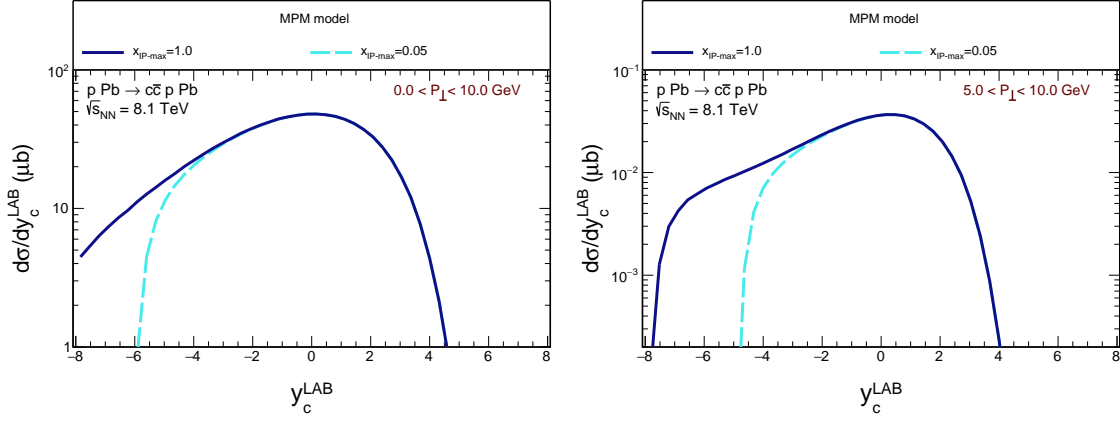 MPM model
x_IP-max=1.0 x_IP-max=0.05
10²
p Pb → cc̅ p Pb
0.0 < P⊥ < 10.0 GeV
√s_NN = 8.1 TeV
10
1
−8 −6 −4 −2 0 2 4 6 8
dσ/dy_c^LAB (μb)
y_c^LAB
MPM model
x_IP-max=1.0 x_IP-max=0.05
10⁻¹
p Pb → cc̅ p Pb
5.0 < P⊥ < 10.0 GeV
√s_NN = 8.1 TeV
10⁻²
10⁻³
−8 −6 −4 −2 0 2 4 6 8
dσ/dy_c^LAB (μb)
y_c^LAB